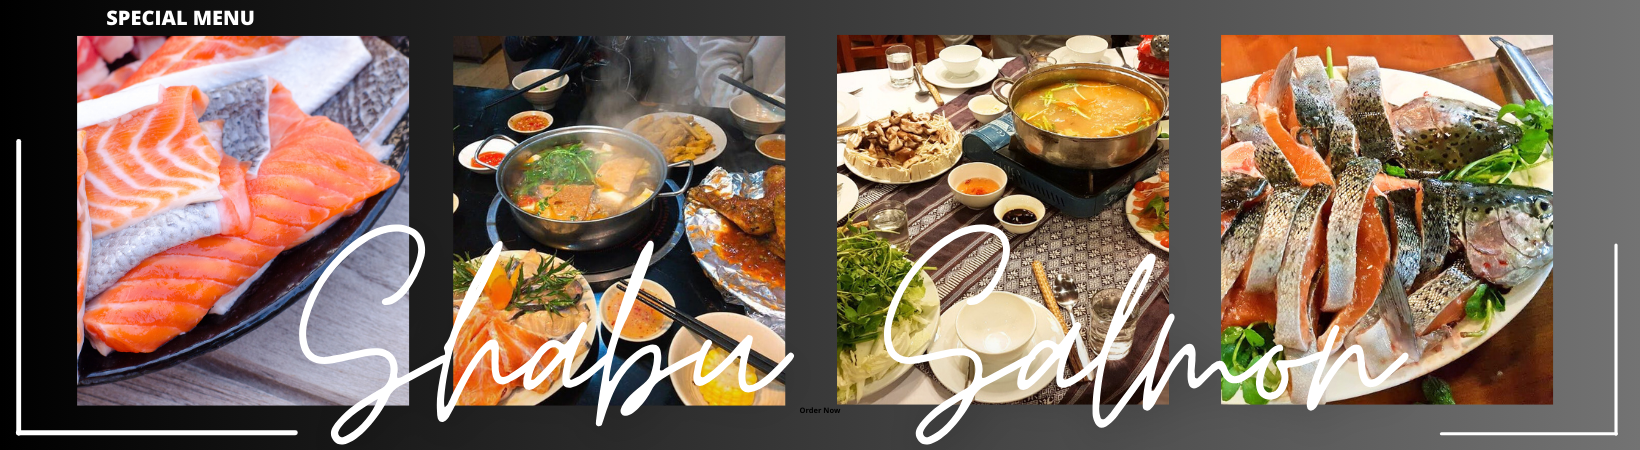 SPECIAL MENU
Shabu Salmon
Order Now